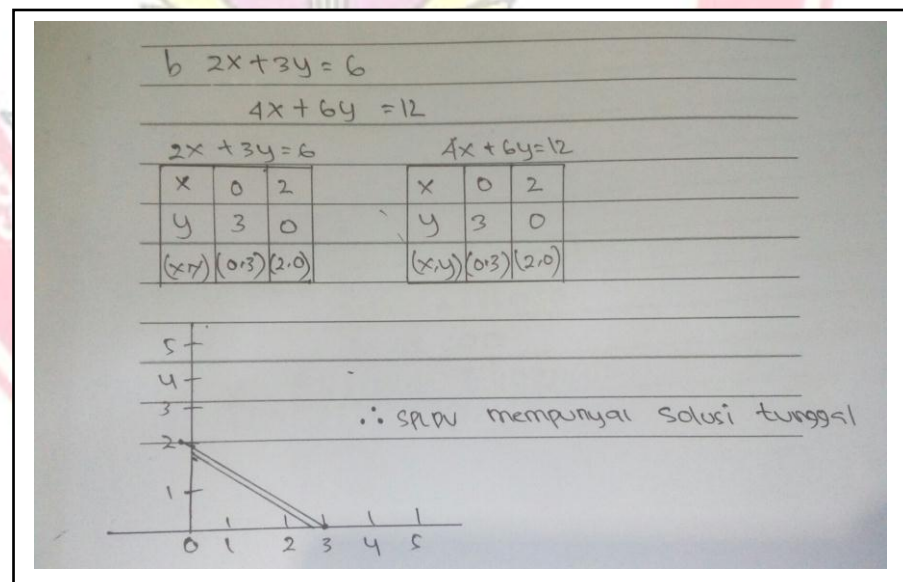 b 2x + 3y = 6
4x + 6y = 12
2x + 3y = 6
x 0 2
y 3 0
(x,y) (0,3) (2,0)
4x + 6y = 12
x 0 2
y 3 0
(x,y) (0,3) (2,0)
5
4
3
2
1
0 1 2 3 4 5
∴ SPLDV mempunyai solusi tunggal